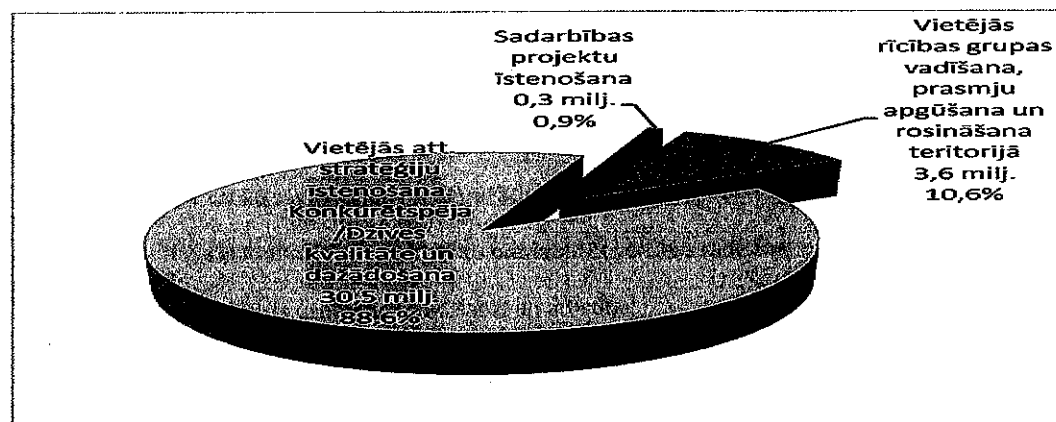 Sadarbības
projektu
īstenošana
0,3 milj.
0,9%
Vietējās
rīcības grupas
vadīšana,
prasmju
apgūšana un
rosināšana
teritorijā
3,6 milj.
10,6%
Vietējās att.
stratēģiju
īstenošana.
Konkurētspēja
/Dzīves
kvalitāte un
dažādošana
30,5 milj.
88,6%